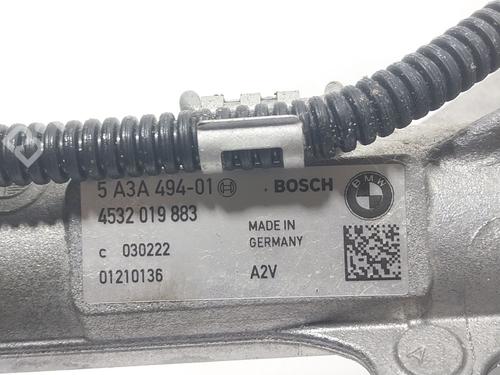 5 A3A 494-01 BOSCH BMW
4532 019 883
MADE IN
GERMANY
c 030222
01210136 A2V